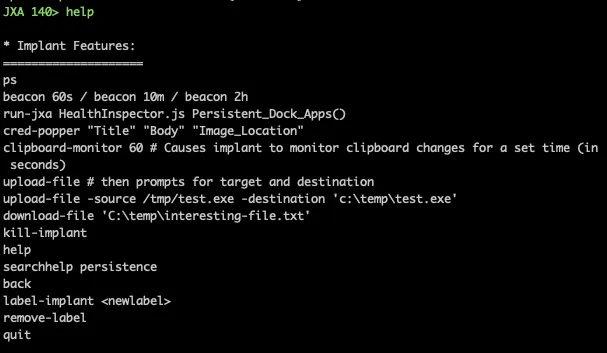 JXA 140> help
* Implant Features:
====================
ps
beacon 60s / beacon 10m / beacon 2h
run-jxa HealthInspector.js Persistent_Dock_Apps()
cred-popper "Title" "Body" "Image_Location"
clipboard-monitor 60 # Causes implant to monitor clipboard changes for a set time (in
 seconds)
upload-file # then prompts for target and destination
upload-file -source /tmp/test.exe -destination 'c:\temp\test.exe'
download-file 'C:\temp\interesting-file.txt'
kill-implant
help
searchhelp persistence
back
label-implant <newlabel>
remove-label
quit